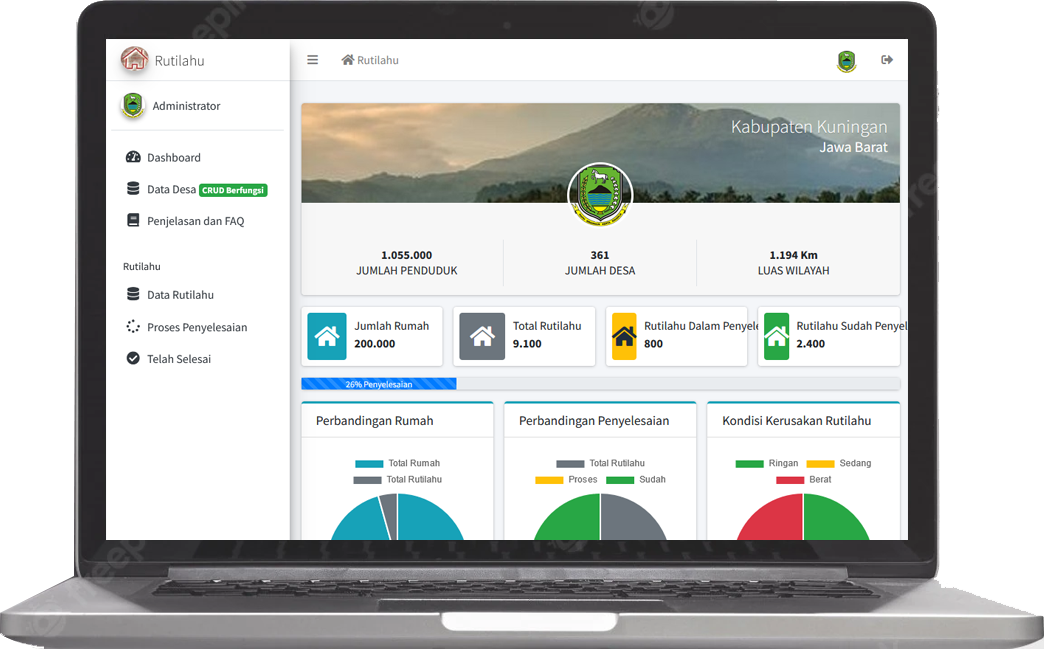 Rutilahu
Rutilahu
Administrator
Dashboard
Data Desa CRUD Berfungsi
Penjelasan dan FAQ
Rutilahu
Data Rutilahu
Proses Penyelesaian
Telah Selesai
Kabupaten Kuningan
Jawa Barat
1.055.000
JUMLAH PENDUDUK
361
JUMLAH DESA
1.194 Km
LUAS WILAYAH
Jumlah Rumah
200.000
Total Rutilahu
9.100
Rutilahu Dalam Penyel
800
Rutilahu Sudah Penyel
2.400
26% Penyelesaian
Perbandingan Rumah
Total Rumah
Total Rutilahu
Perbandingan Penyelesaian
Total Rutilahu
Proses Sudah
Kondisi Kerusakan Rutilahu
Ringan Sedang
Berat